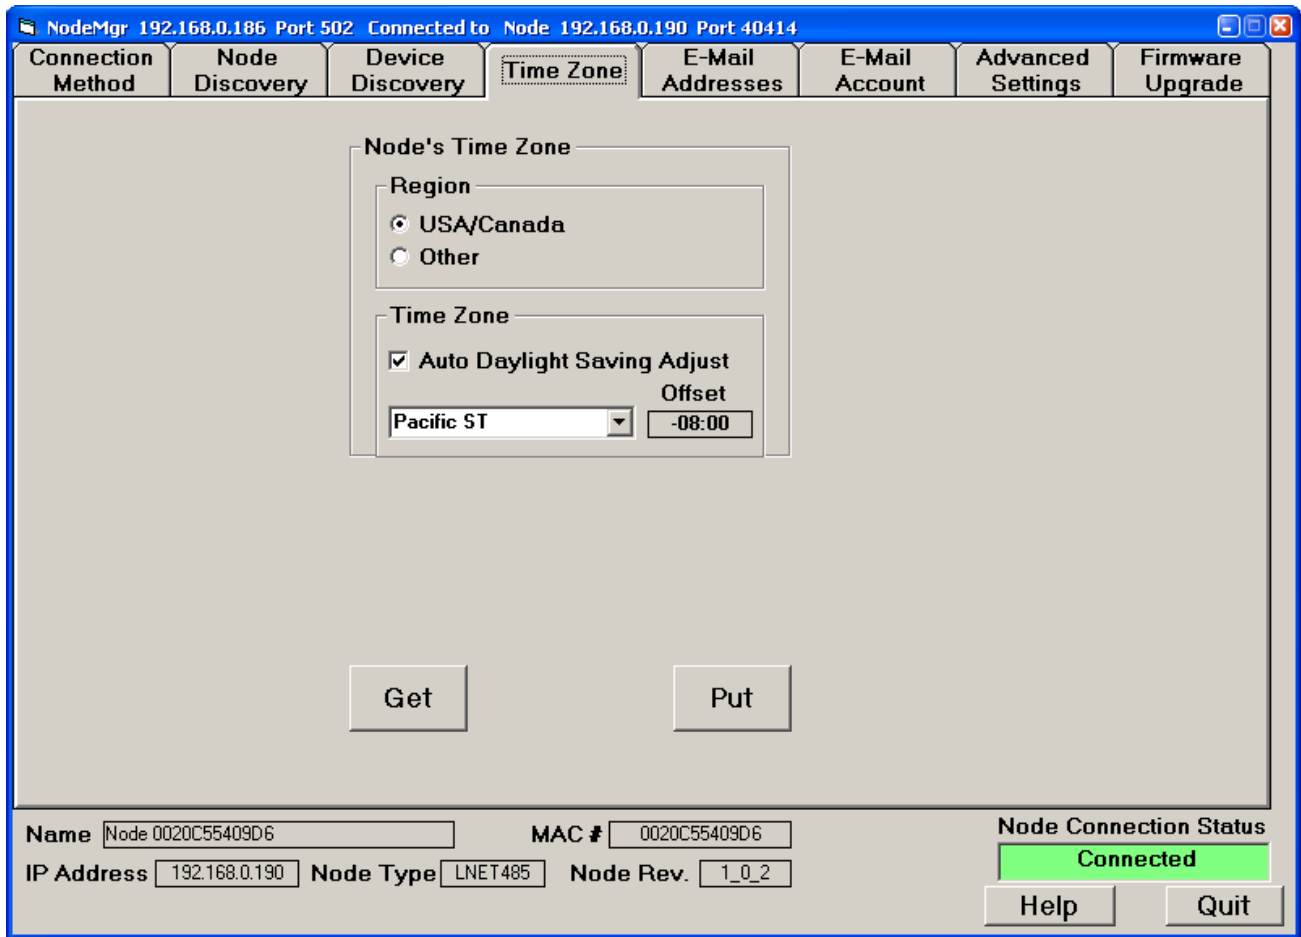 NodeMgr 192.168.0.186 Port 502 Connected to Node 192.168.0.190 Port 40414
Connection Method
Node Discovery
Device Discovery
Time Zone
E-Mail Addresses
E-Mail Account
Advanced Settings
Firmware Upgrade
Node's Time Zone
Region
USA/Canada
Other
Time Zone
Auto Daylight Saving Adjust
Offset
Pacific ST
-08:00
Get
Put
Name Node 0020C55409D6 MAC # 0020C55409D6
IP Address 192.168.0.190 Node Type LNET485 Node Rev. 1_0_2
Node Connection Status
Connected
Help
Quit